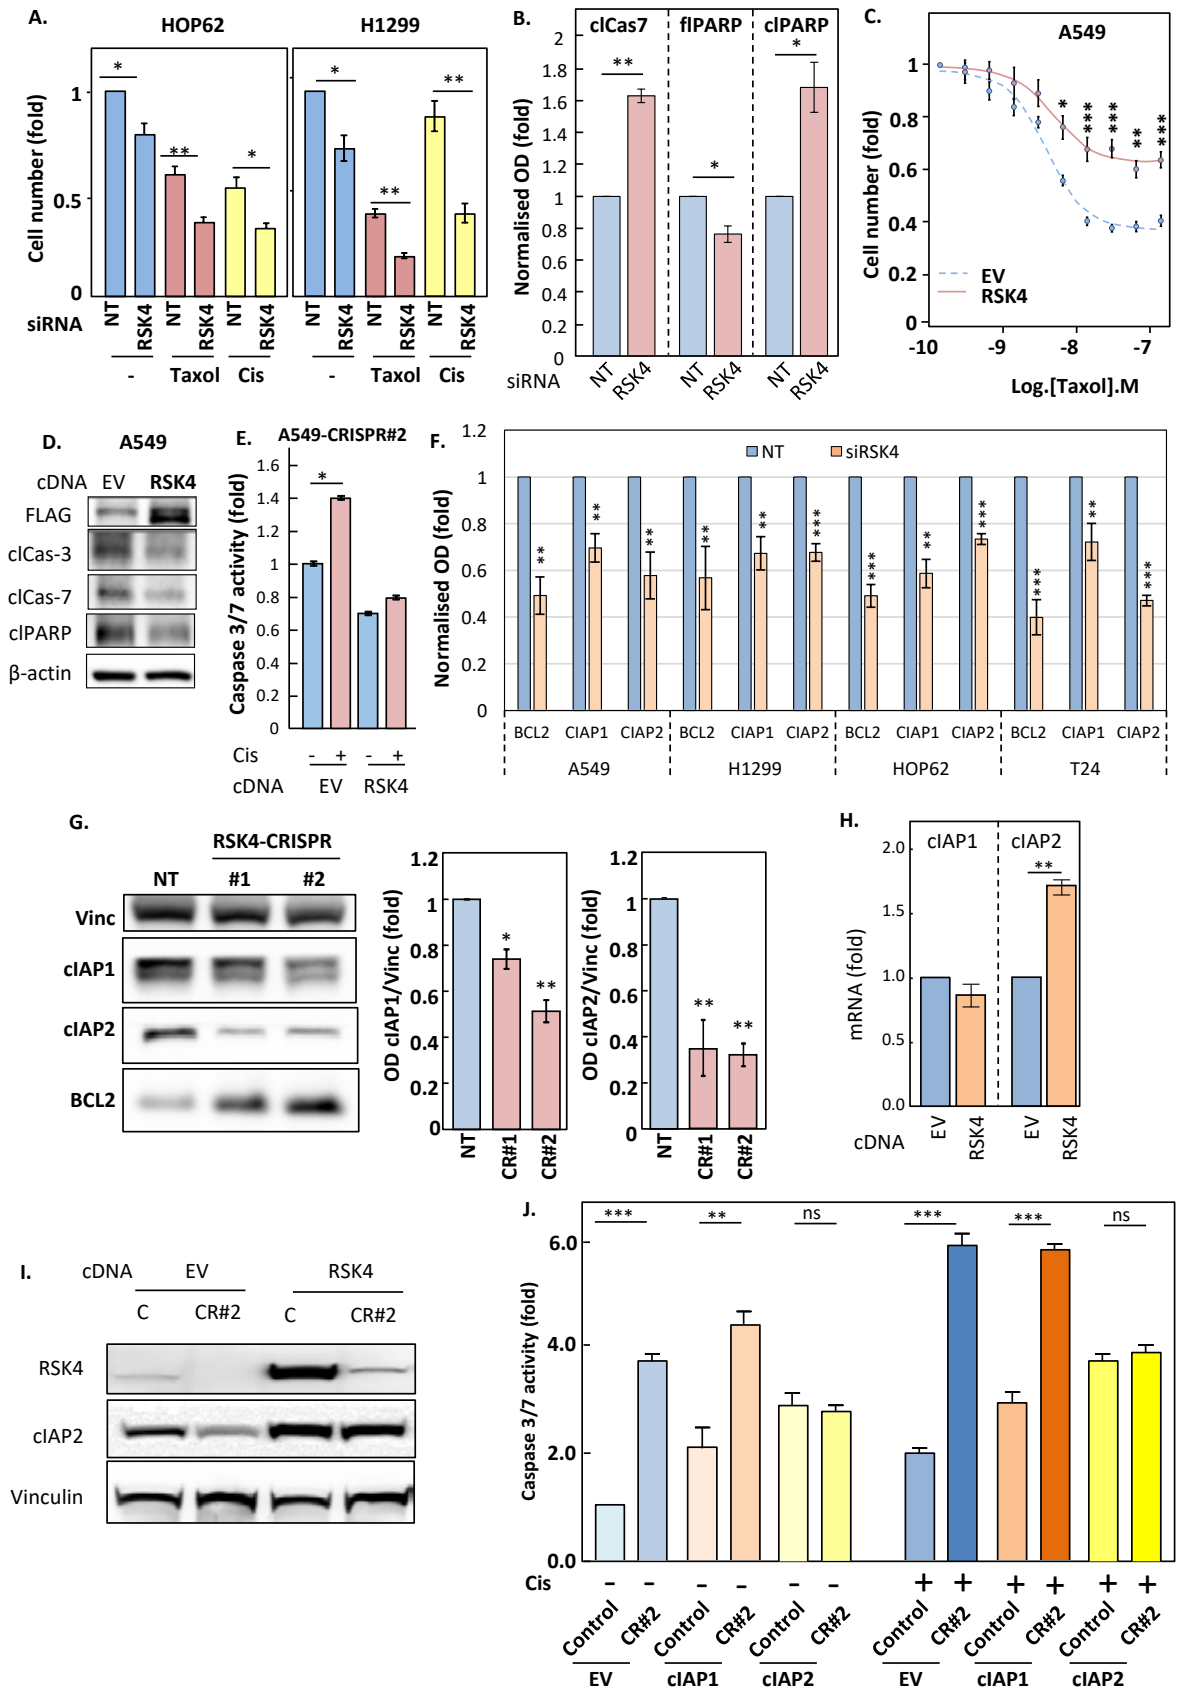 A.
HOP62
H1299
Cell number (fold)
1
0.5
0
* ** * * ** **
siRNA
NT RSK4 NT RSK4 NT RSK4 NT RSK4 NT RSK4 NT RSK4
- Taxol Cis - Taxol Cis
B.
clCas7 flPARP clPARP
Normalised OD (fold)
2
1.8
1.6
1.4
1.2
1
0.8
0.6
0.4
0.2
0
** * *
siRNA
NT RSK4 NT RSK4 NT RSK4
C.
A549
Cell number (fold)
1
0.8
0.6
0.4
0.2
0
* *** *** ** ***
EV
RSK4
-10 -9 -8 -7
Log.[Taxol].M
D.
A549
cDNA EV RSK4
FLAG
clCas-3
clCas-7
clPARP
β-actin
E.
A549-CRISPR#2
Caspase 3/7 activity (fold)
1.6
1.4
1.2
1
0.8
0.6
0.4
0.2
0
*
Cis - + - +
cDNA EV RSK4
F.
Normalised OD (fold)
1.2
1
0.8
0.6
0.4
0.2
0
NT siRSK4
** ** ** ** ** *** *** ** *** *** ** ***
BCL2 CIAP1 CIAP2 BCL2 CIAP1 CIAP2 BCL2 CIAP1 CIAP2 BCL2 CIAP1 CIAP2
A549 H1299 HOP62 T24
G.
RSK4-CRISPR
NT #1 #2
Vinc
cIAP1
cIAP2
BCL2
OD cIAP1/Vinc (fold)
1.2
1
0.8
0.6
0.4
0.2
0
* **
NT CR#1 CR#2
OD cIAP2/Vinc (fold)
1.2
1
0.8
0.6
0.4
0.2
0
** **
NT CR#1 CR#2
H.
cIAP1 cIAP2
mRNA (fold)
2.0
1.5
1.0
0.5
0.0
**
cDNA
EV RSK4 EV RSK4
I.
cDNA EV RSK4
C CR#2 C CR#2
RSK4
cIAP2
Vinculin
J.
Caspase 3/7 activity (fold)
6.0
4.0
2.0
0.0
*** ** ns *** *** ns
Cis - - - - - - + + + + + +
Control CR#2 Control CR#2 Control CR#2 Control CR#2 Control CR#2 Control CR#2
EV cIAP1 cIAP2 EV cIAP1 cIAP2